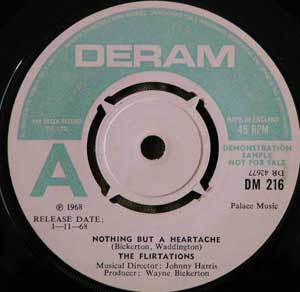 DERAM
THE DECCA RECORD
CO. LTD.
MADE IN ENGLAND
45 RPM
DEMONSTRATION
SAMPLE
NOT FOR SALE
DR 43677
DM 216
A
℗ 1968
RELEASE DATE:
1-11-68
Palace Music
NOTHING BUT A HEARTACHE
(Bickerton, Waddington)
THE FLIRTATIONS
Musical Director: Johnny Harris
Producer: Wayne Bickerton